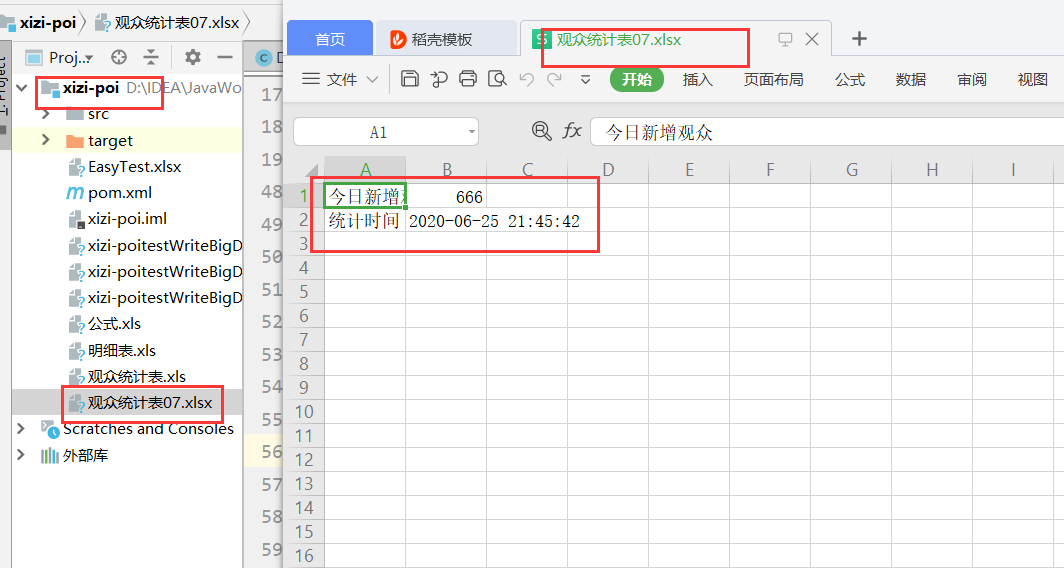 xizi-poi 观众统计表07.xlsx
Proj...
1: Project
xizi-poi D:\IDEA\JavaWo
src
target
EasyTest.xlsx
pom.xml
xizi-poi.iml
xizi-poitestWriteBigD
xizi-poitestWriteBigD
xizi-poitestWriteBigD
公式.xls
明细表.xls
观众统计表.xls
观众统计表07.xlsx
Scratches and Consoles
外部库
C D
17
18
19
48
49
50
51
52
53
54
55
56
57
58
59
首页 稻壳模板 S 观众统计表07.xlsx
文件 开始 插入 页面布局 公式 数据 审阅 视图
A1 fx 今日新增观众
A B C D E F G H I
1 今日新增 666
2 统计时间 2020-06-25 21:45:42
3
4
5
6
7
8
9
10
11
12
13
14
15
16